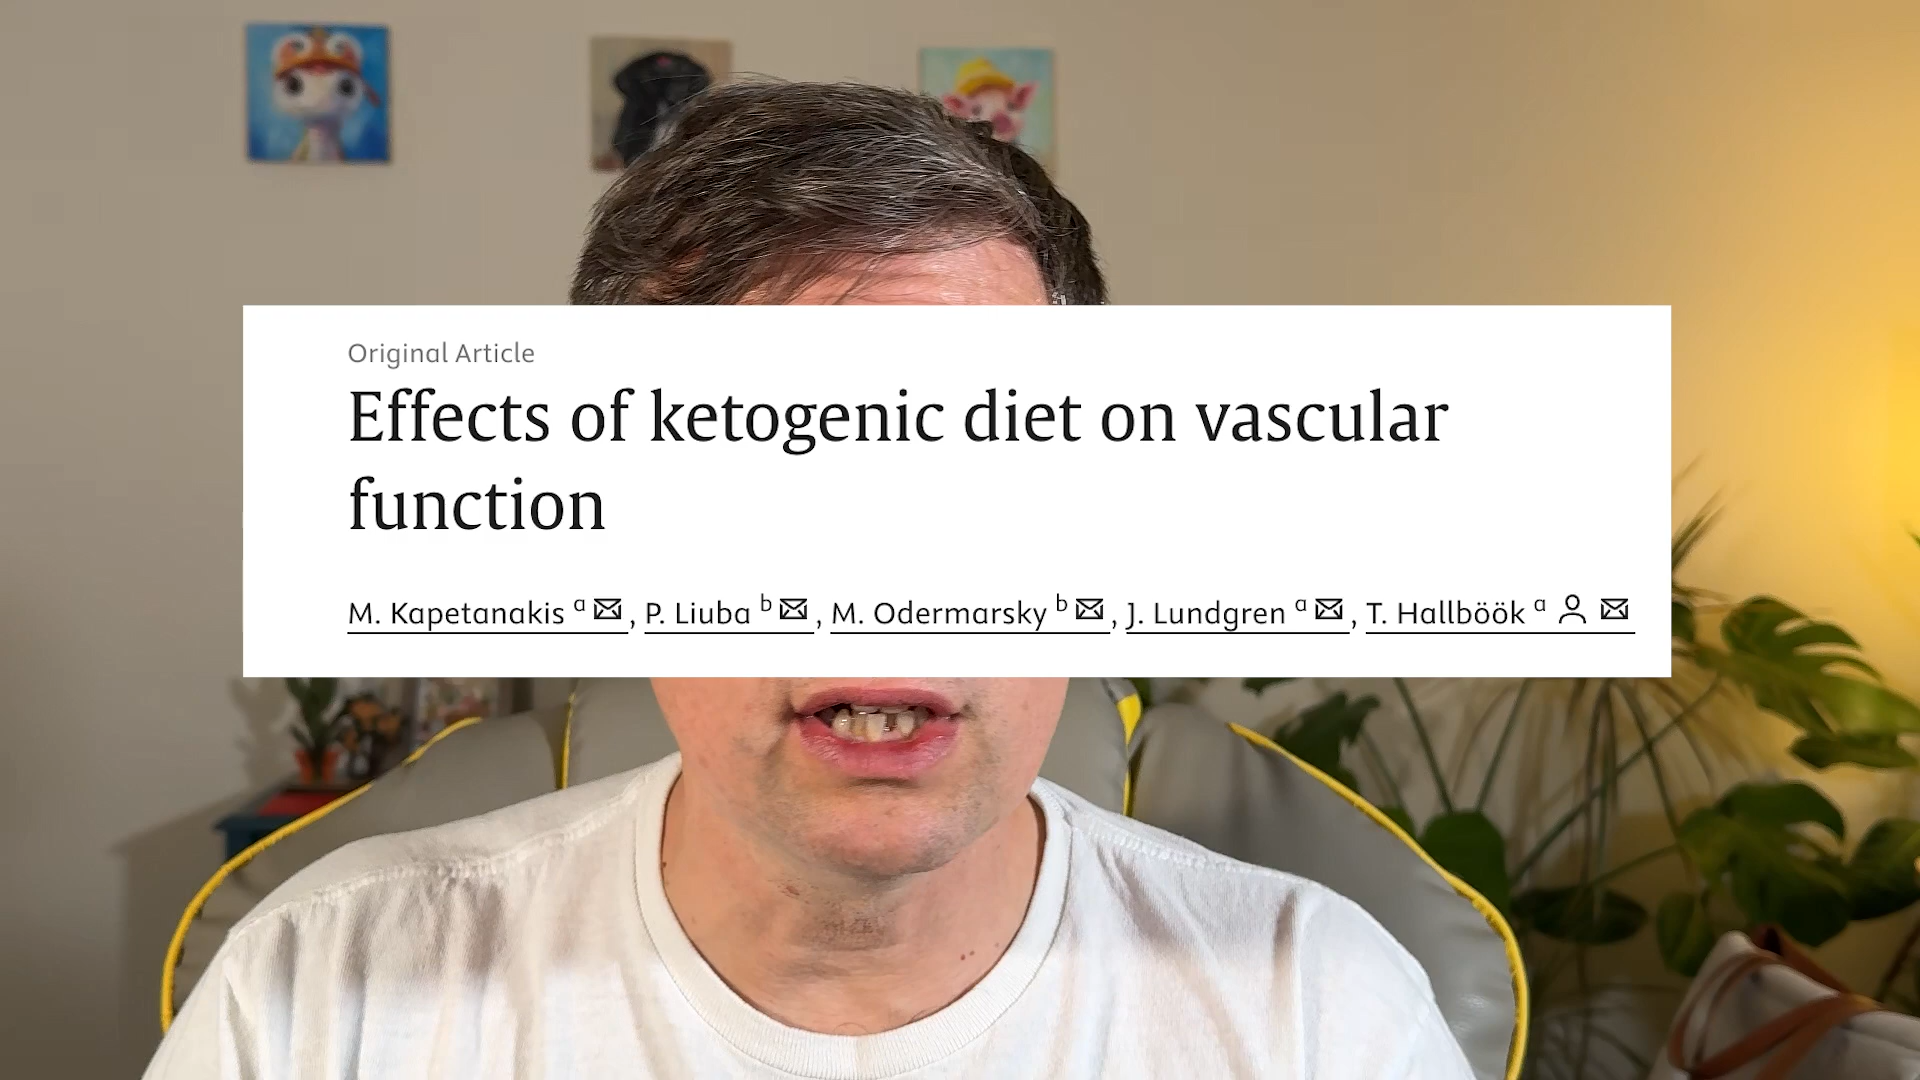 Original Article
Effects of ketogenic diet on vascular
function
M. Kapetanakis a, P. Liuba b, M. Odermarsky b, J. Lundgren a, T. Hallböök a